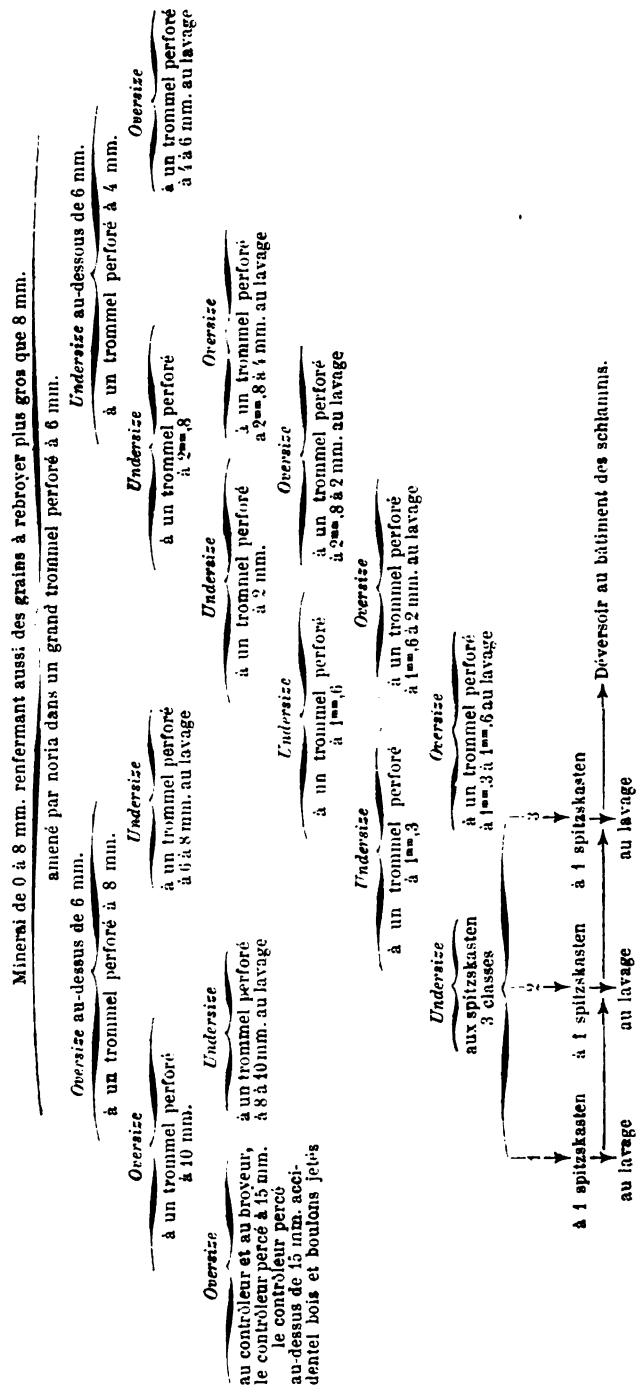 Minerai de 0 à 8 mm. renfermant aussi des grains à rebroyer plus gros que 8 mm.
amené par noria dans un grand trommel perforé à 6 mm.
Oversize au-dessus de 6 mm.
à un trommel perforé à 8 mm.
Undersize au-dessous de 6 mm.
à un trommel perforé à 4 mm.
Oversize
à un trommel perforé
à 10 mm.
Undersize
à un trommel perforé
à 6 à 8 mm. au lavage
Undersize
à un trommel perforé
à 2mm,8
Oversize
à un trommel perforé
à 4 à 6 mm. au lavage
Oversize
au contrôleur et au broyeur,
le contrôleur percé à 15 mm.
le contrôleur percé
au-dessus de 15 mm. acci-
dentel bois et boulons jetés
Undersize
à un trommel perforé
à 8 à 10 mm. au lavage
Undersize
à un trommel perforé
à 2 mm.
Oversize
à un trommel perforé
à 2mm,8 à 4 mm. au lavage
Undersize
à un trommel perforé
à 1mm,6
Oversize
à un trommel perforé
à 2mm,8 à 2 mm. au lavage
Undersize
à un trommel perforé
à 1mm,3
Oversize
à un trommel perforé
à 1mm,6 à 2 mm. au lavage
Undersize
aux spitzskasten
3 classes
Oversize
à un trommel perforé
à 1mm,3 à 1mm,6 au lavage
1 2 3
à 1 spitzskasten à 1 spitzskasten à 1 spitzskasten
Déversoir au bâtiment des schlamms.
au lavage au lavage au lavage